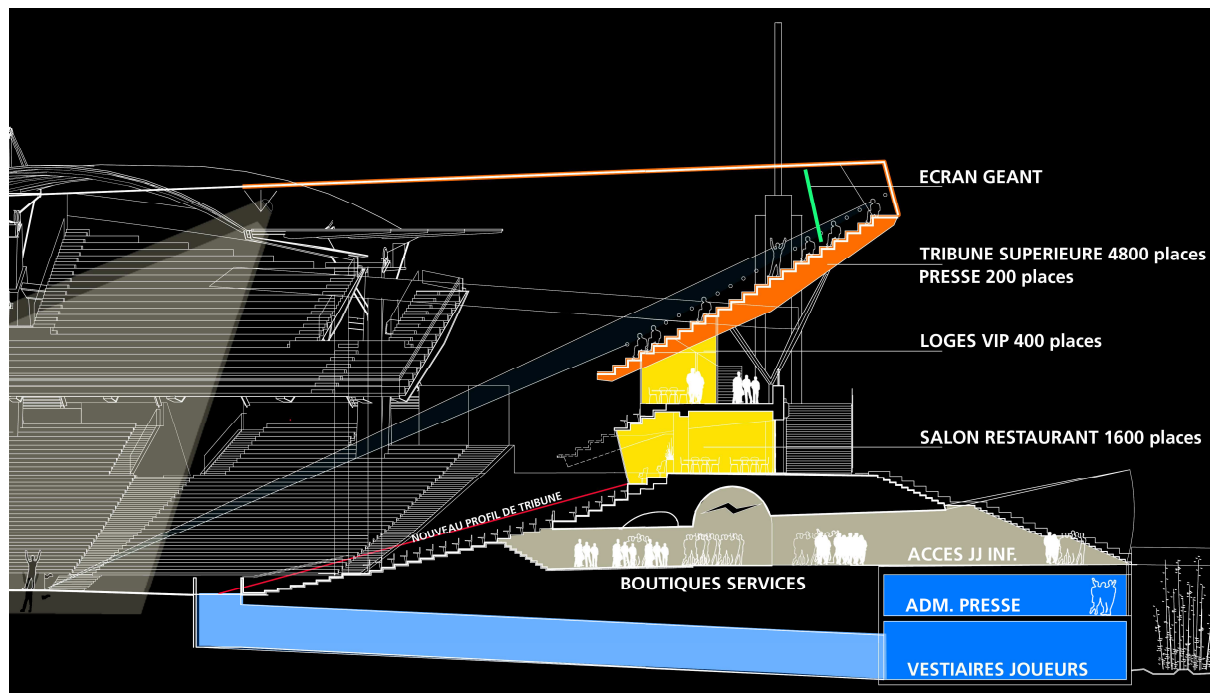 ECRAN GEANT
TRIBUNE SUPERIEURE 4800 places
PRESSE 200 places
LOGES VIP 400 places
SALON RESTAURANT 1600 places
NOUVEAU PROFIL DE TRIBUNE
ACCES JJ INF.
BOUTIQUES SERVICES
ADM. PRESSE
VESTIAIRES JOUEURS